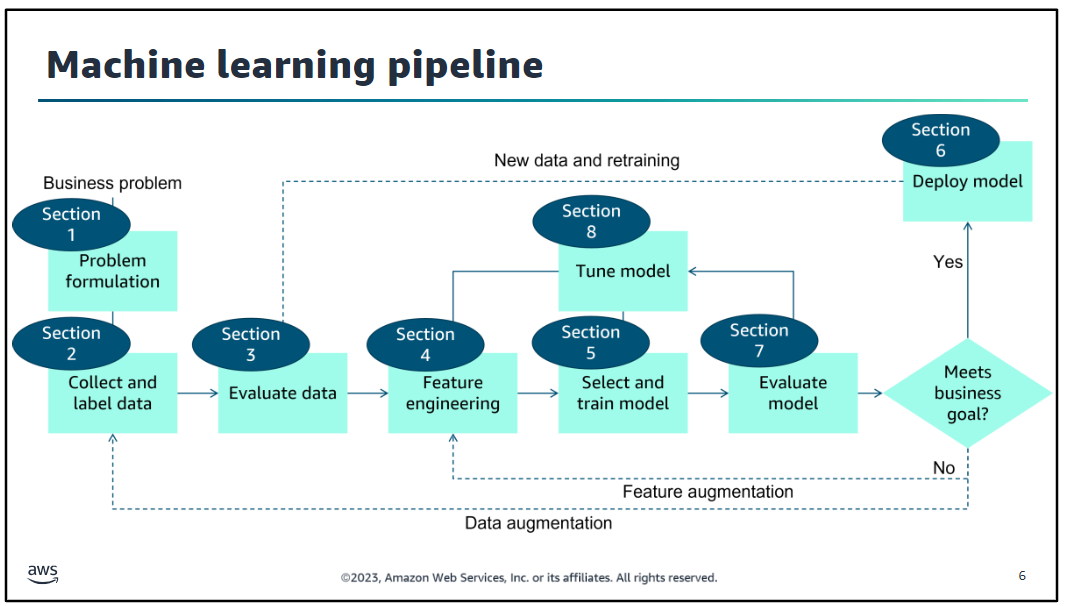 Machine learning pipeline
Business problem
Section
1
Problem
formulation
Section
2
Collect and
label data
Section
3
Evaluate data
New data and retraining
Section
4
Feature
engineering
Section
8
Tune model
Section
5
Select and
train model
Section
7
Evaluate
model
Section
6
Deploy model
Yes
Meets
business
goal?
No
Feature augmentation
Data augmentation
aws
©2023, Amazon Web Services, Inc. or its affiliates. All rights reserved.
6